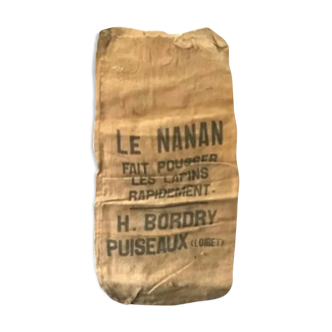 LE NANAN
FAIT POUSSER
LES LAPINS
RAPIDEMENT.
H. BORDRY
PUISEAUX (LOIRET)